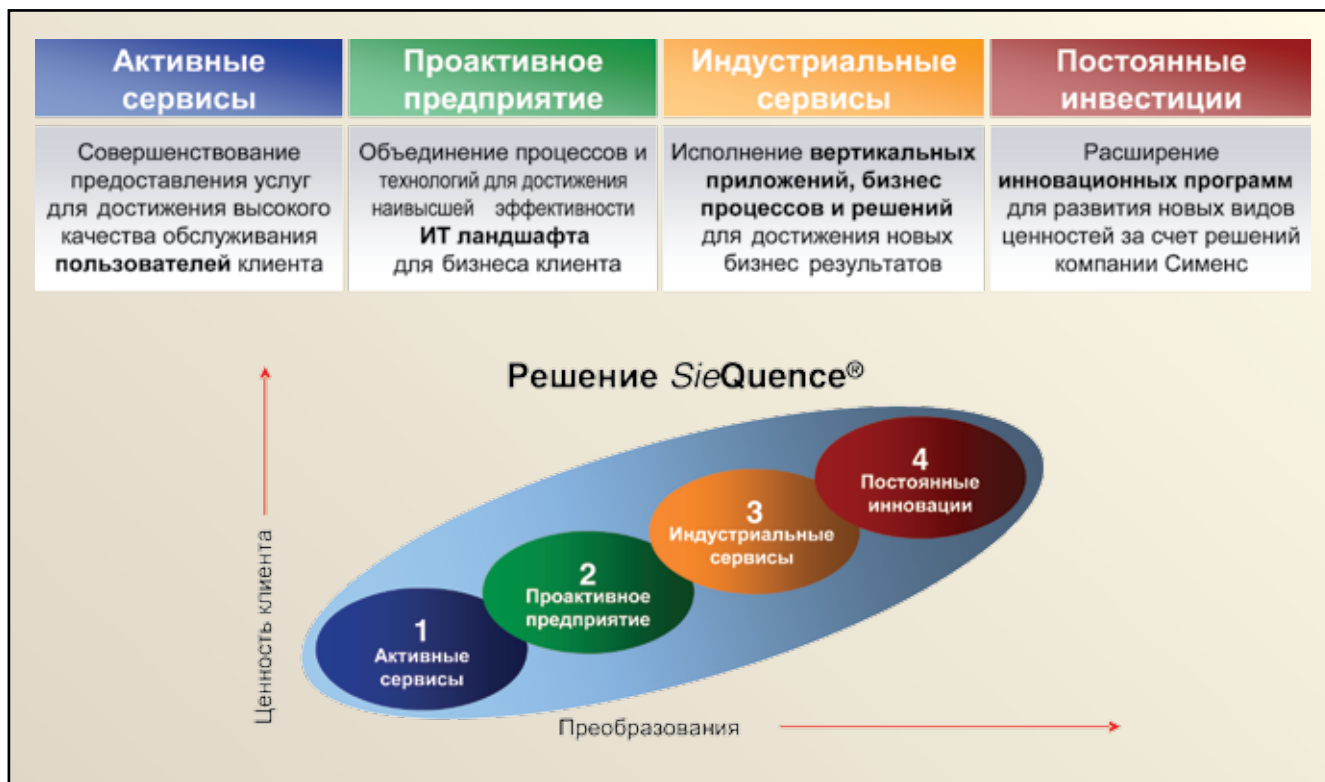 Активные
сервисы
Проактивное
предприятие
Индустриальные
сервисы
Постоянные
инвестиции
Совершенствование
предоставления услуг
для достижения высокого
качества обслуживания
пользователей клиента
Объединение процессов и
технологий для достижения
наивысшей эффективности
ИТ ландшафта
для бизнеса клиента
Исполнение вертикальных
приложений, бизнес
процессов и решений
для достижения новых
бизнес результатов
Расширение
инновационных программ
для развития новых видов
ценностей за счет решений
компании Сименс
Решение SieQuence®
Ценность клиента
4
Постоянные
инновации
3
Индустриальные
сервисы
2
Проактивное
предприятие
1
Активные
сервисы
Преобразования